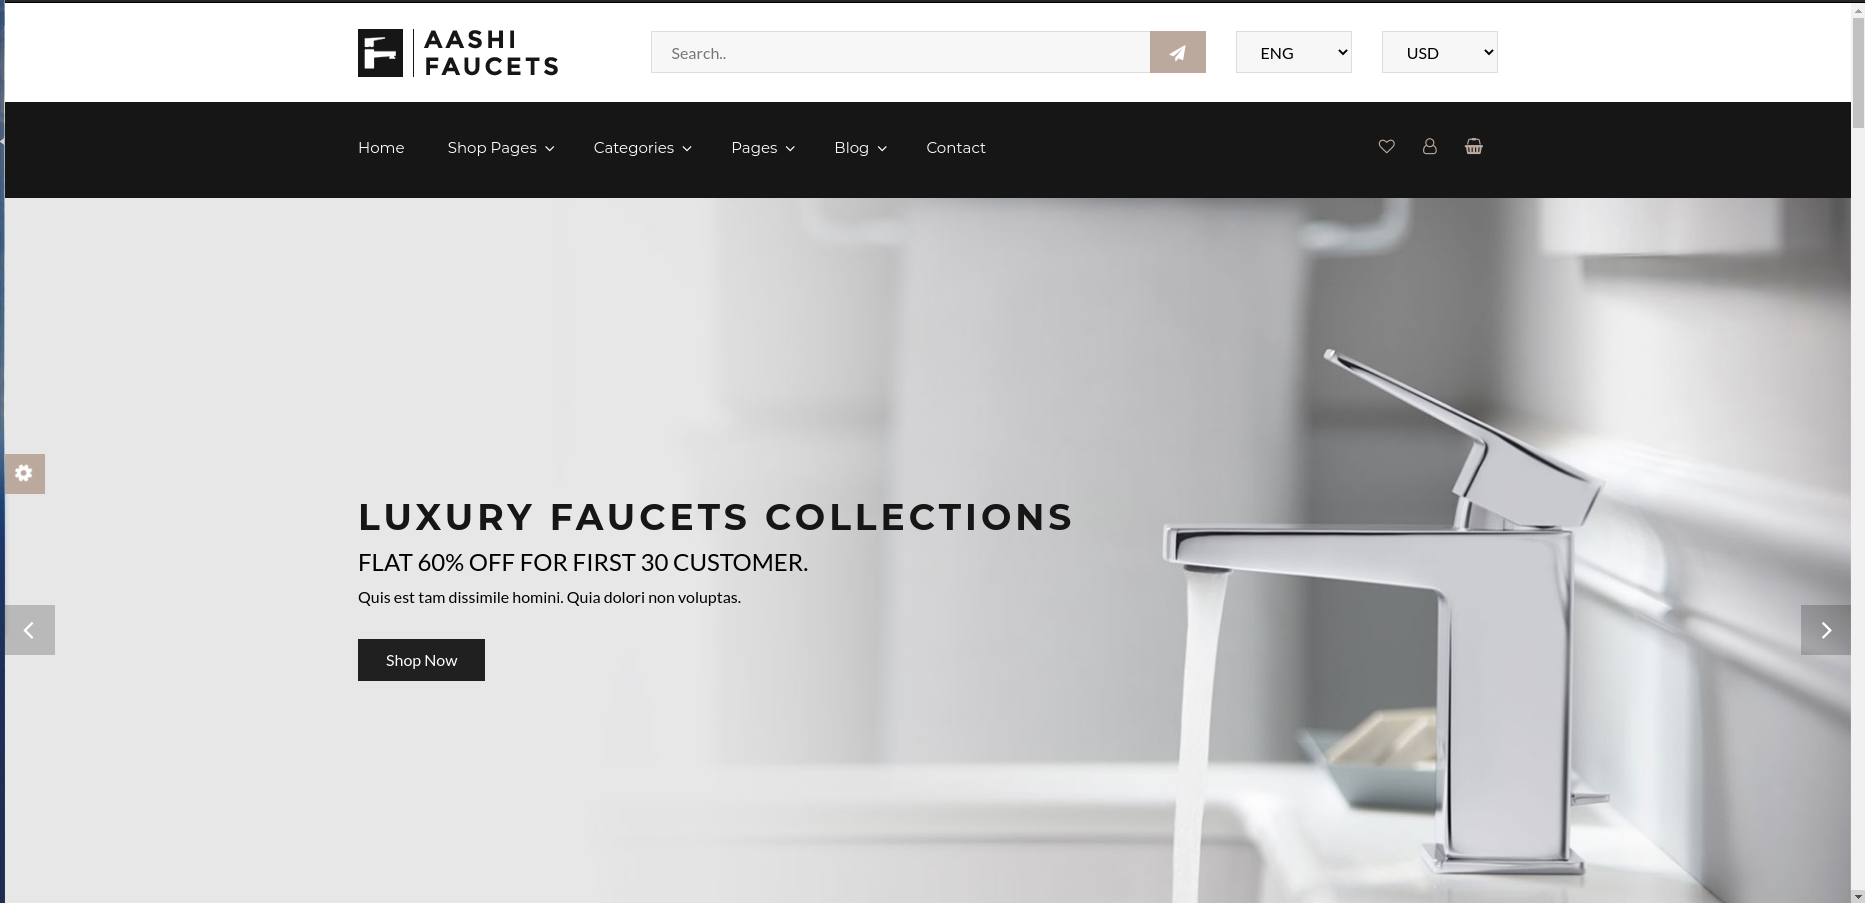 AASHI
FAUCETS
Search..
ENG
USD
Home
Shop Pages
Categories
Pages
Blog
Contact
LUXURY FAUCETS COLLECTIONS
FLAT 60% OFF FOR FIRST 30 CUSTOMER.
Quis est tam dissimile homini. Quia dolori non voluptas.
Shop Now